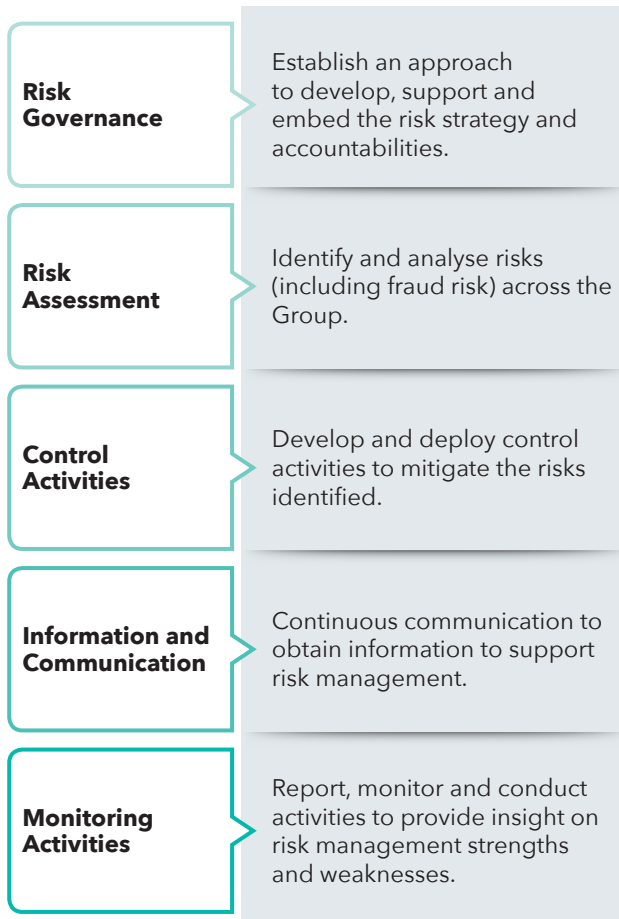 Risk
Governance
Establish an approach
to develop, support and
embed the risk strategy and
accountabilities.
Risk
Assessment
Identify and analyse risks
(including fraud risk) across the
Group.
Control
Activities
Develop and deploy control
activities to mitigate the risks
identified.
Information and
Communication
Continuous communication to
obtain information to support
risk management.
Monitoring
Activities
Report, monitor and conduct
activities to provide insight on
risk management strengths
and weaknesses.